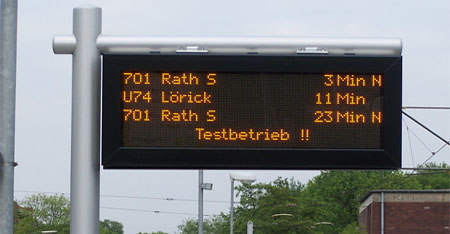 701 Rath S 3 Min N
U74 Lörick 11 Min
701 Rath S 23 Min N
Testbetrieb !!